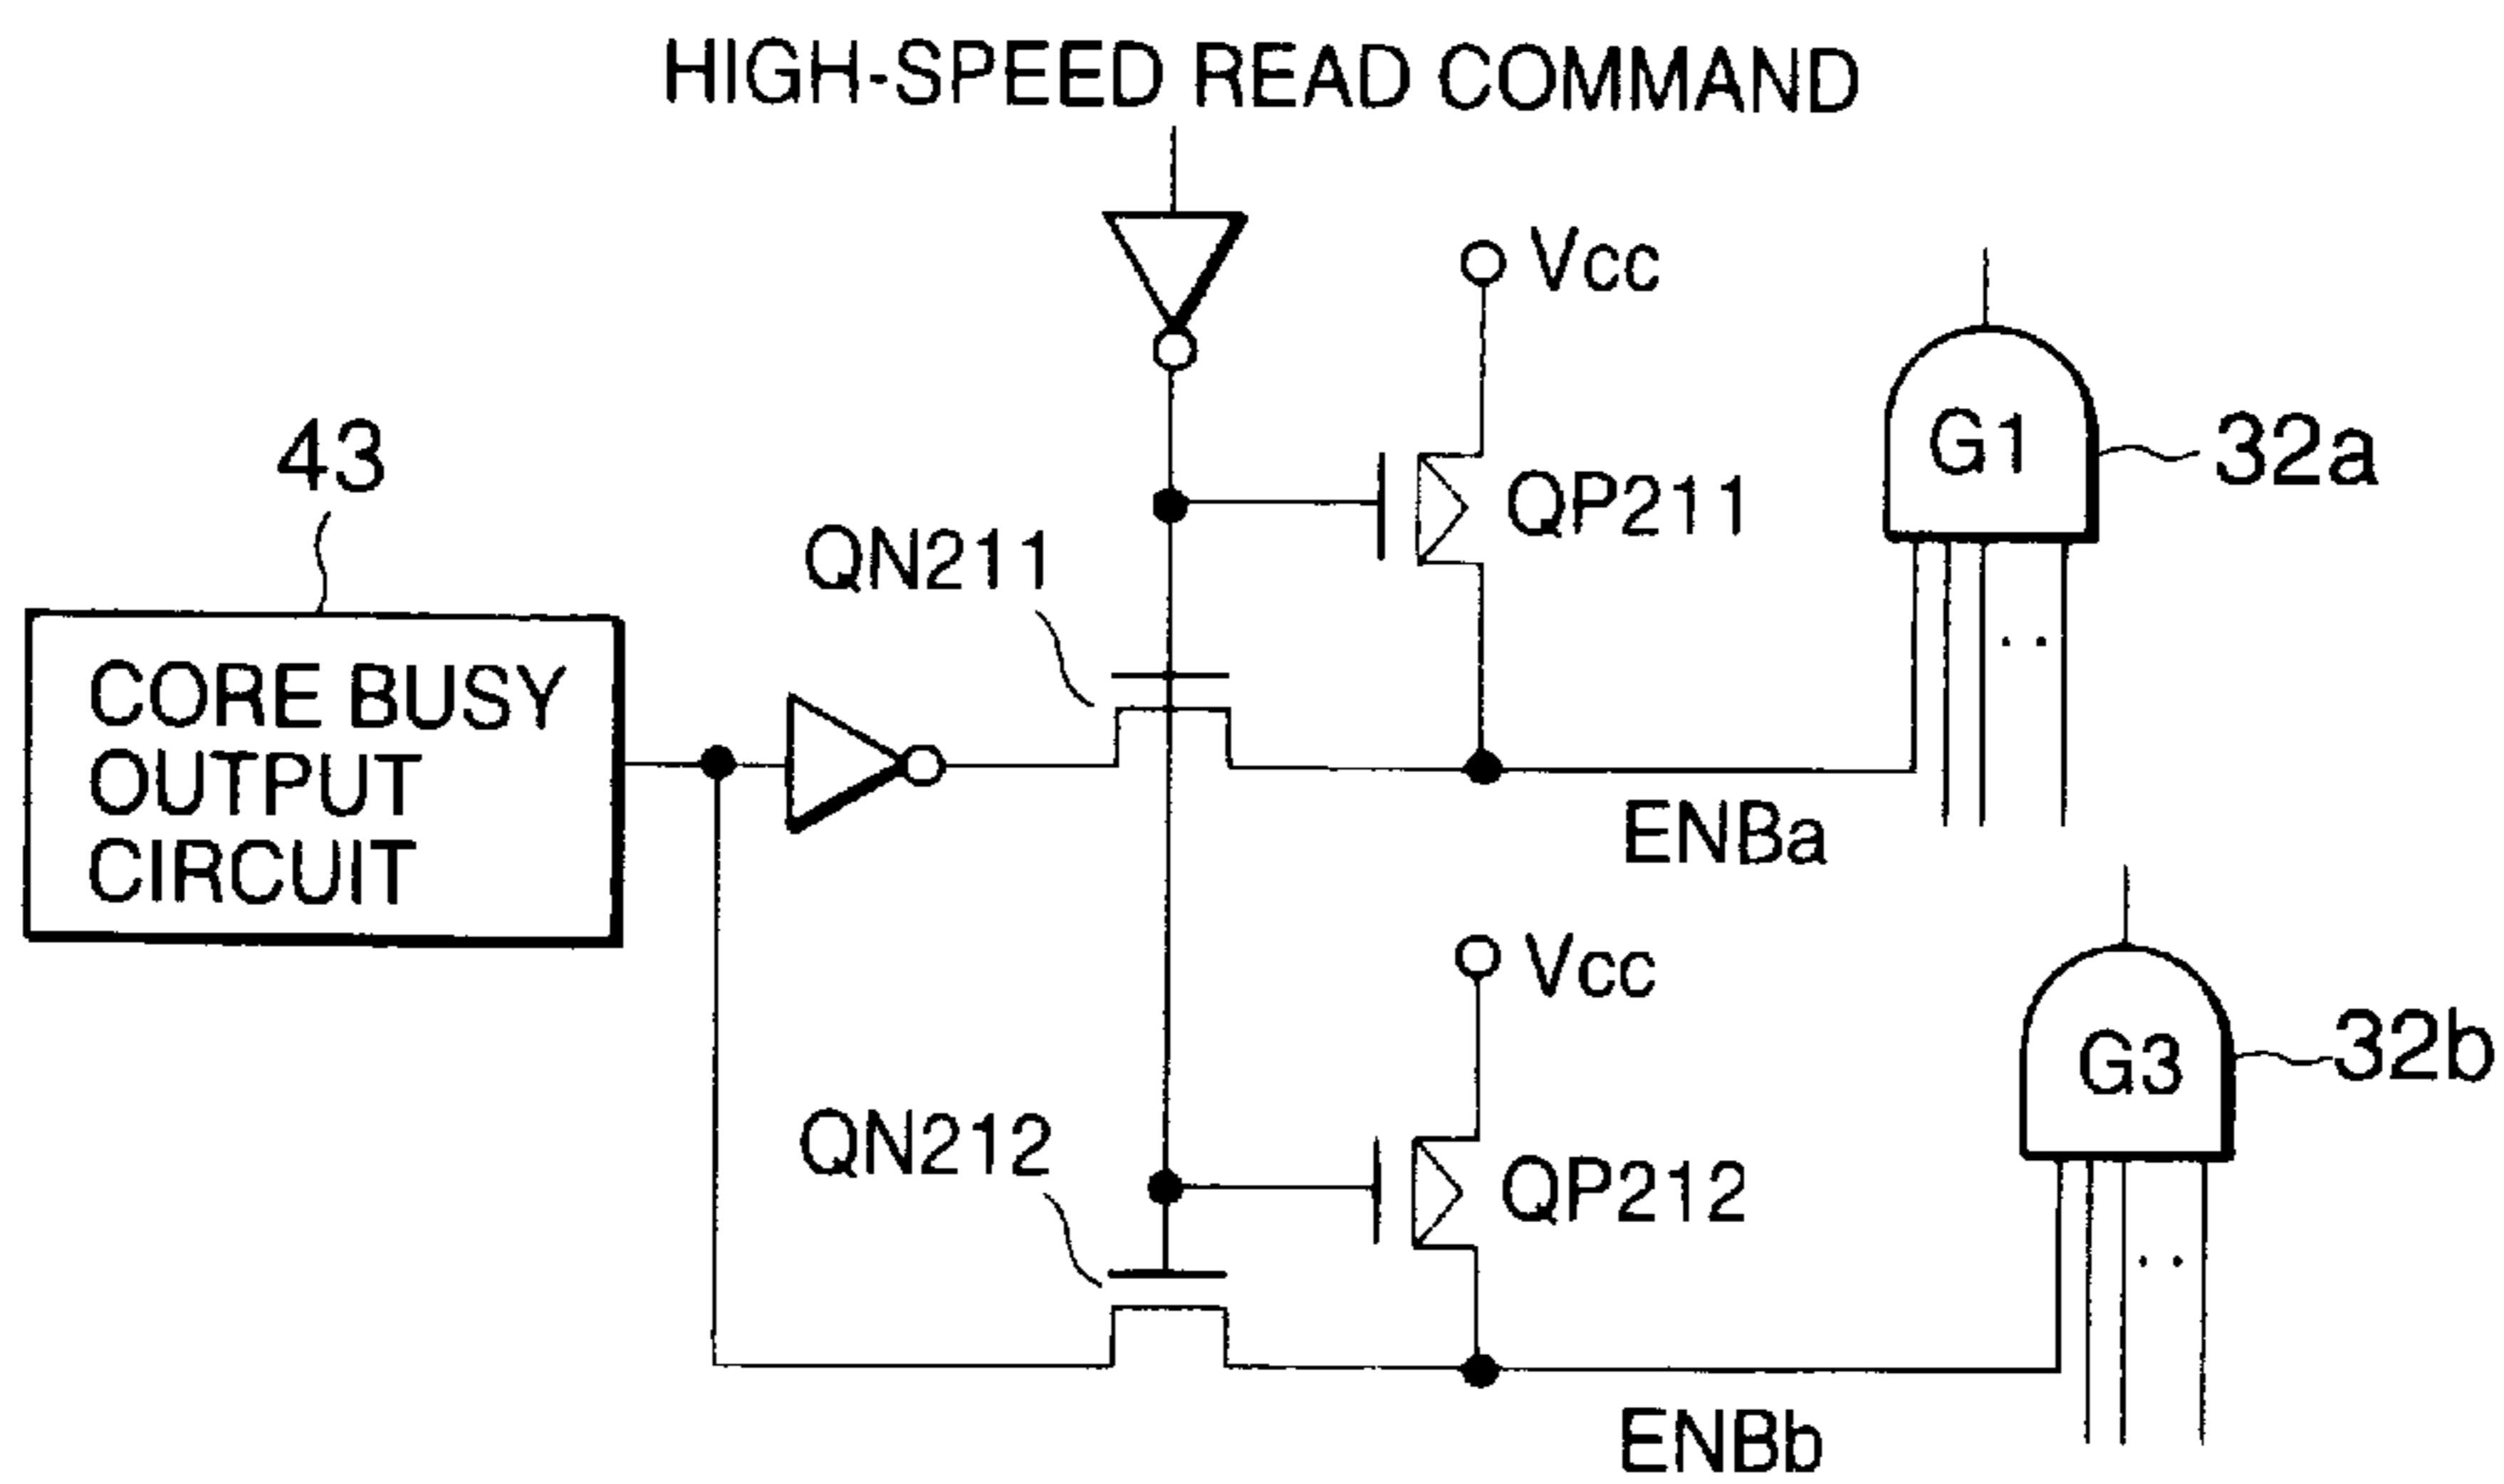 HIGH-SPEED READ COMMAND
Vcc
G1
32a
43
QP211
QN211
CORE BUSY
OUTPUT
CIRCUIT
ENBa
Vcc
G3
32b
QN212
QP212
ENBb